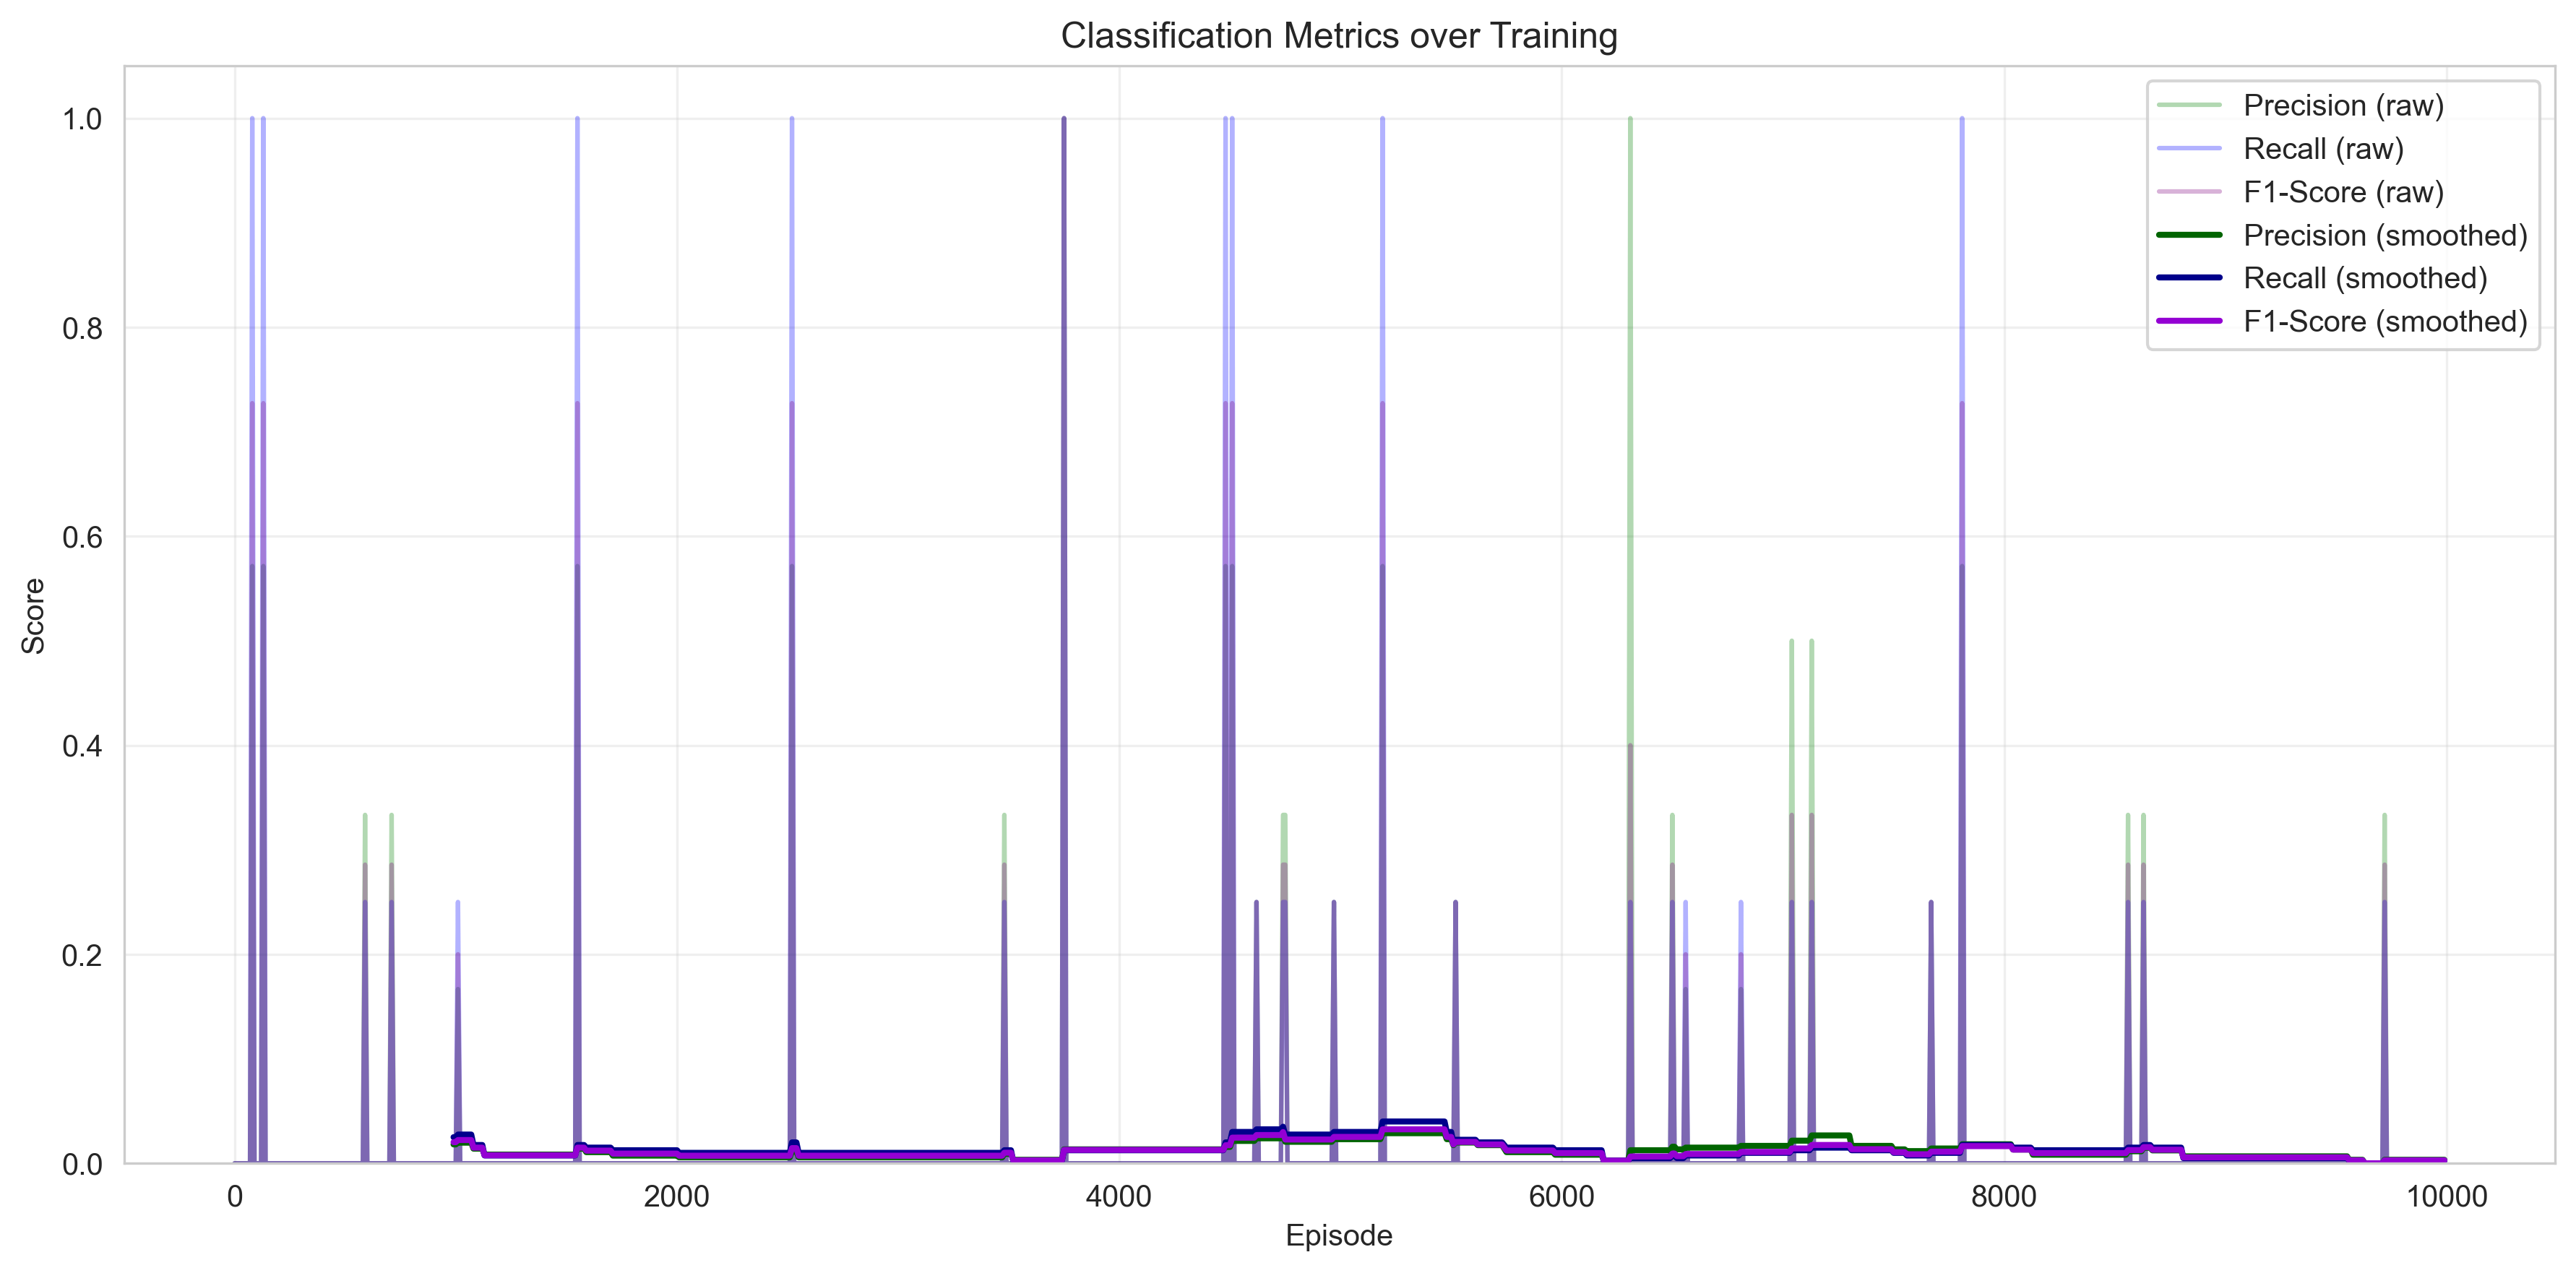 Classification Metrics over Training
Precision (raw)
Recall (raw)
F1-Score (raw)
Precision (smoothed)
Recall (smoothed)
F1-Score (smoothed)
1.0
0.8
0.6
0.4
0.2
0.0
Score
0 2000 4000 6000 8000 10000
Episode